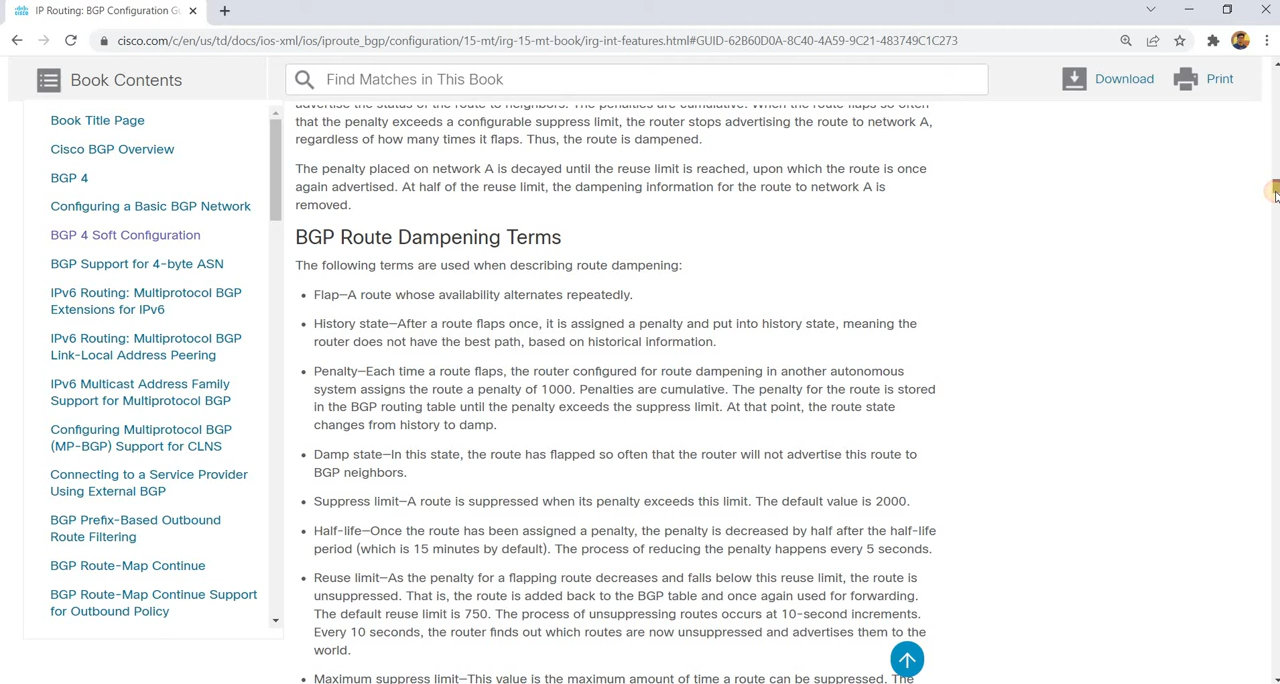 IP Routing: BGP Configuration G
cisco.com/c/en/us/td/docs/ios-xml/ios/iproute_bgp/configuration/15-mt/irg-15-mt-book/irg-int-features.html#GUID-62B60D0A-8C40-4A59-9C21-483749C1C273
Book Contents
Find Matches in This Book
Download
Print
Book Title Page
Cisco BGP Overview
BGP 4
Configuring a Basic BGP Network
BGP 4 Soft Configuration
BGP Support for 4-byte ASN
IPv6 Routing: Multiprotocol BGP
Extensions for IPv6
IPv6 Routing: Multiprotocol BGP
Link-Local Address Peering
IPv6 Multicast Address Family
Support for Multiprotocol BGP
Configuring Multiprotocol BGP
(MP-BGP) Support for CLNS
Connecting to a Service Provider
Using External BGP
BGP Prefix-Based Outbound
Route Filtering
BGP Route-Map Continue
BGP Route-Map Continue Support
for Outbound Policy
advertise the status of the route to neighbors. The penalties are cumulative. When the route flaps so often
that the penalty exceeds a configurable suppress limit, the router stops advertising the route to network A,
regardless of how many times it flaps. Thus, the route is dampened.
The penalty placed on network A is decayed until the reuse limit is reached, upon which the route is once
again advertised. At half of the reuse limit, the dampening information for the route to network A is
removed.
BGP Route Dampening Terms
The following terms are used when describing route dampening:
• Flap—A route whose availability alternates repeatedly.
• History state—After a route flaps once, it is assigned a penalty and put into history state, meaning the
router does not have the best path, based on historical information.
• Penalty—Each time a route flaps, the router configured for route dampening in another autonomous
system assigns the route a penalty of 1000. Penalties are cumulative. The penalty for the route is stored
in the BGP routing table until the penalty exceeds the suppress limit. At that point, the route state
changes from history to damp.
• Damp state—In this state, the route has flapped so often that the router will not advertise this route to
BGP neighbors.
• Suppress limit—A route is suppressed when its penalty exceeds this limit. The default value is 2000.
• Half-life—Once the route has been assigned a penalty, the penalty is decreased by half after the half-life
period (which is 15 minutes by default). The process of reducing the penalty happens every 5 seconds.
• Reuse limit—As the penalty for a flapping route decreases and falls below this reuse limit, the route is
unsuppressed. That is, the route is added back to the BGP table and once again used for forwarding.
The default reuse limit is 750. The process of unsuppressing routes occurs at 10-second increments.
Every 10 seconds, the router finds out which routes are now unsuppressed and advertises them to the
world.
• Maximum suppress limit—This value is the maximum amount of time a route can be suppressed. The